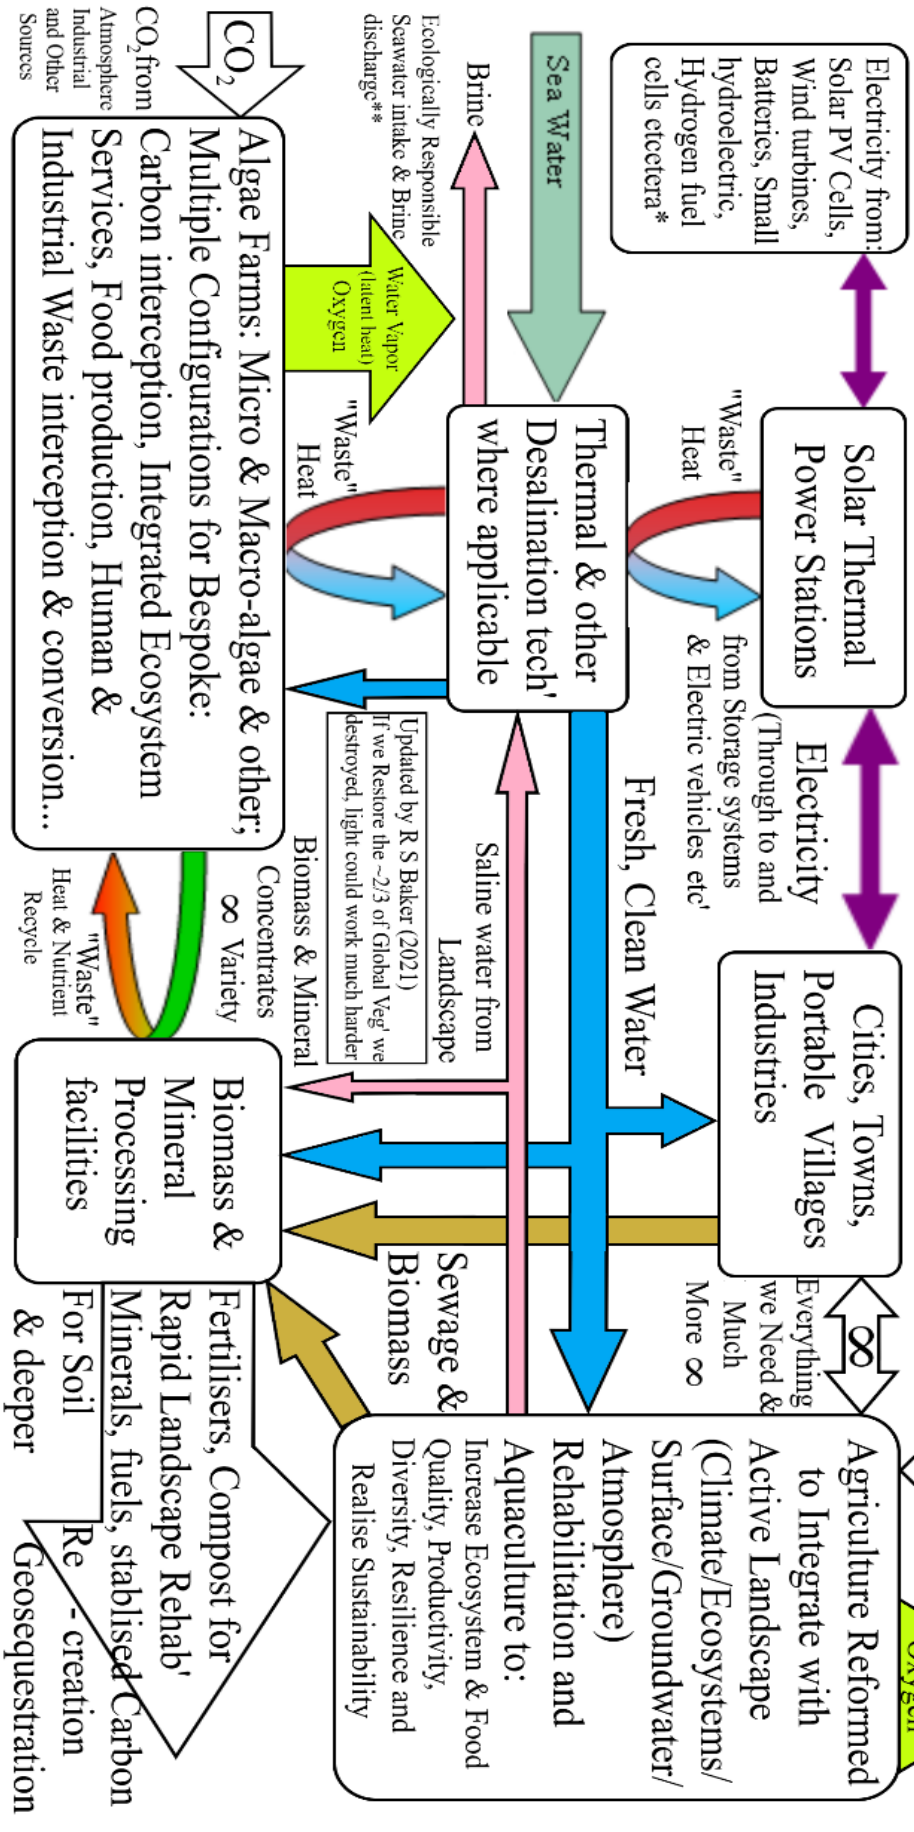 Electricity from:
Solar PV Cells,
Wind turbines,
Batteries, Small
hydroelectric,
Hydrogen fuel
cells etcetera*
Solar Thermal
Power Stations
Electricity
(Through to and
from Storage systems
& Electric vehicles etc'
Cities, Towns,
Portable Villages
Industries
∞
Everything
we Need &
Much
More ∞
Agriculture Reformed
to Integrate with
Active Landscape
(Climate/Ecosystems/
Surface/Groundwater/
Atmosphere)
Rehabilitation and
Aquaculture to:
Increase Ecosystem & Food
Quality, Productivity,
Diversity, Resilience and
Realise Sustainability
Oxygen
"Waste"
Heat
Sea Water
Brine
Ecologically Responsible
Seawater intake & Brine
discharge**
Thermal & other
Desalination tech'
where applicable
Fresh, Clean Water
Saline water from
Landscape
Sewage &
Biomass
Water Vapor
(latent heat)
Oxygen
"Waste"
Heat
Updated by R S Baker (2021)
If we Restore the ~2/3 of Global Veg' we
destroyed, light could work much harder
Biomass & Mineral
Concentrates
∞ Variety
CO2
CO2 from
Atmosphere
Industrial
and Other
Sources
Algae Farms: Micro & Macro-algae & other;
Multiple Configurations for Bespoke:
Carbon interception, Integrated Ecosystem
Services, Food production, Human &
Industrial Waste interception & conversion...
"Waste"
Heat & Nutrient
Recycle
Biomass &
Mineral
Processing
facilities
Fertilisers, Compost for
Rapid Landscape Rehab'
Minerals, fuels, stablised Carbon
For Soil Re - creation
& deeper Geosequestration